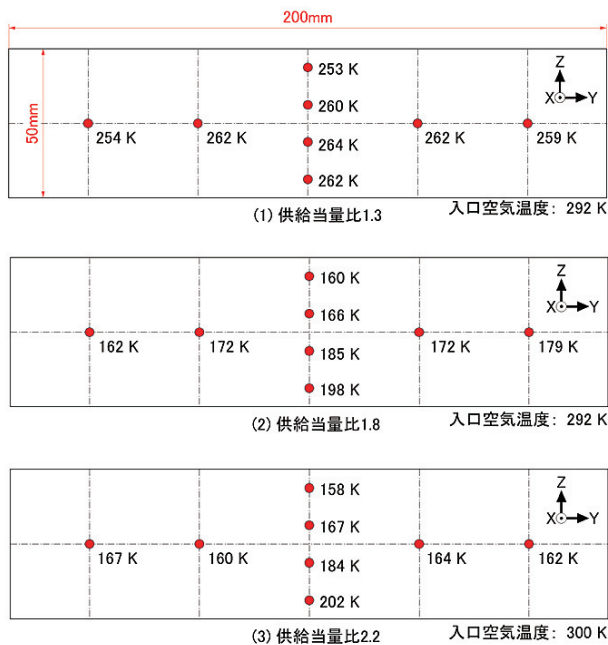 200mm
50mm
253 K
260 K
264 K
262 K
254 K
262 K
262 K
259 K
Z
X
Y
(1) 供給当量比1.3
入口空気温度: 292 K
160 K
166 K
185 K
198 K
162 K
172 K
172 K
179 K
Z
X
Y
(2) 供給当量比1.8
入口空気温度: 292 K
158 K
167 K
184 K
202 K
167 K
160 K
164 K
162 K
Z
X
Y
(3) 供給当量比2.2
入口空気温度: 300 K